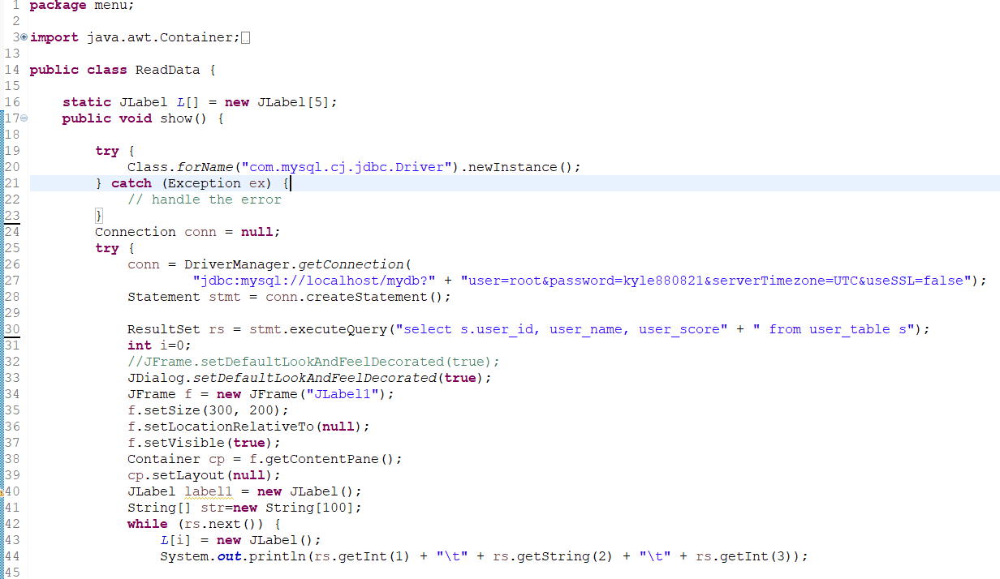 1 package menu;
2
3 import java.awt.Container;
13
14 public class ReadData {
15
16     static JLabel L[] = new JLabel[5];
17     public void show() {
18
19         try {
20             Class.forName("com.mysql.cj.jdbc.Driver").newInstance();
21         } catch (Exception ex) {
22             // handle the error
23         }
24         Connection conn = null;
25         try {
26             conn = DriverManager.getConnection(
27                     "jdbc:mysql://localhost/mydb?" + "user=root&password=kyle880821&serverTimezone=UTC&useSSL=false");
28             Statement stmt = conn.createStatement();
29
30             ResultSet rs = stmt.executeQuery("select s.user_id, user_name, user_score" + " from user_table s");
31             int i=0;
32             //JFrame.setDefaultLookAndFeelDecorated(true);
33             JDialog.setDefaultLookAndFeelDecorated(true);
34             JFrame f = new JFrame("JLabel1");
35             f.setSize(300, 200);
36             f.setLocationRelativeTo(null);
37             f.setVisible(true);
38             Container cp = f.getContentPane();
39             cp.setLayout(null);
40             JLabel label1 = new JLabel();
41             String[] str=new String[100];
42             while (rs.next()) {
43                 L[i] = new JLabel();
44                 System.out.println(rs.getInt(1) + "\t" + rs.getString(2) + "\t" + rs.getInt(3));
45